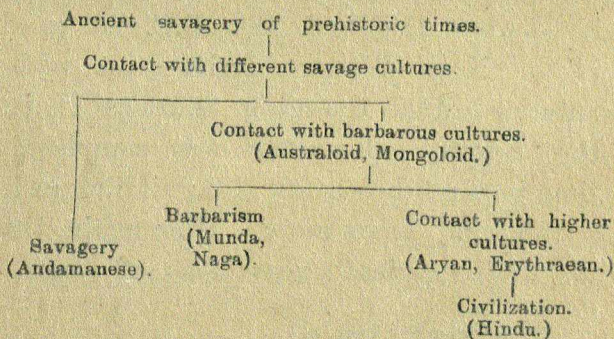 Ancient savagery of prehistoric times.
Contact with different savage cultures.
Contact with barbarous cultures.
(Australoid, Mongoloid.)
Savagery
(Andamanese).
Barbarism
(Munda,
Naga).
Contact with higher
cultures.
(Aryan, Erythraean.)
Civilization.
(Hindu.)